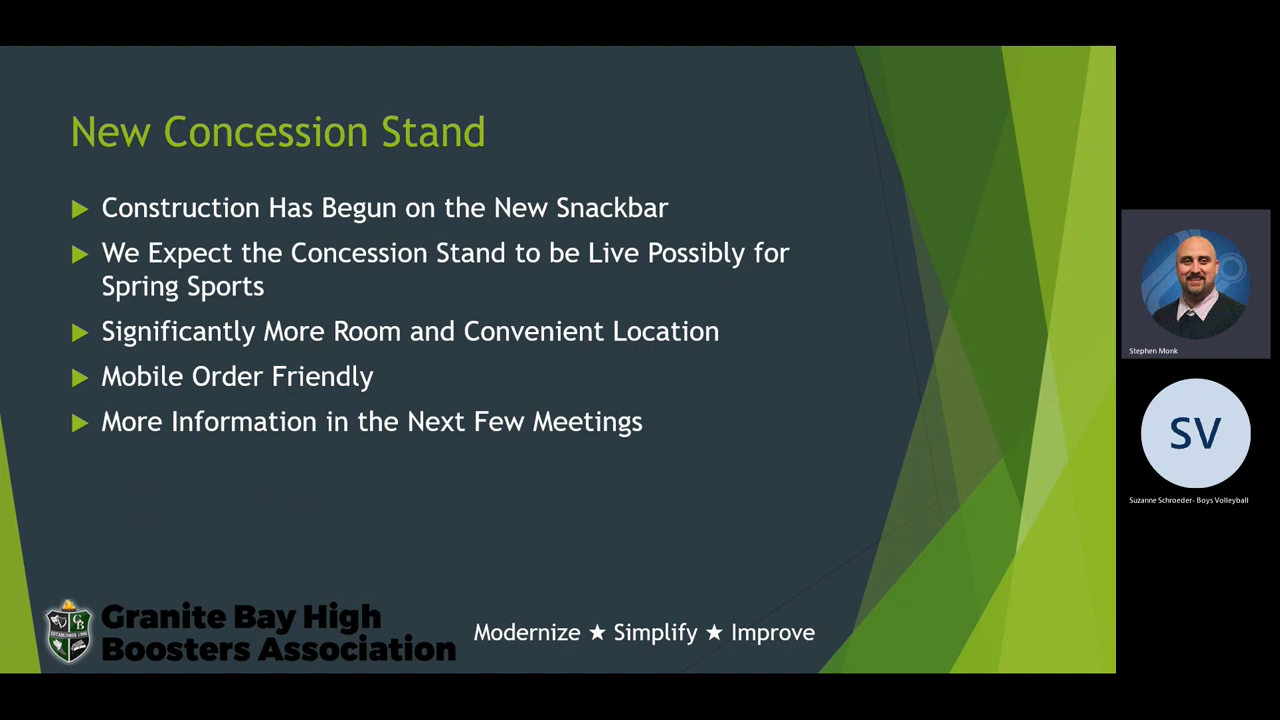 New Concession Stand
Construction Has Begun on the New Snackbar
We Expect the Concession Stand to be Live Possibly for
Spring Sports
Significantly More Room and Convenient Location
Mobile Order Friendly
More Information in the Next Few Meetings
Granite Bay High
Boosters Association
Modernize ★ Simplify ★ Improve
Stephen Monk
SV
Suzanne Schroeder- Boys Volleyball